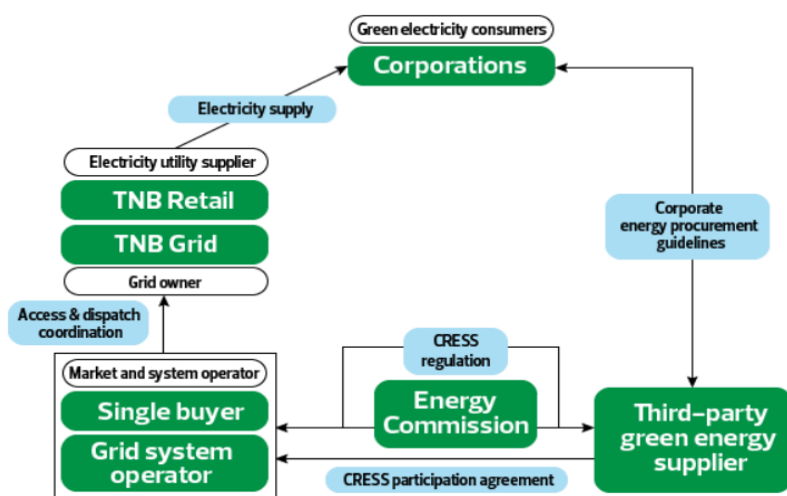 Green electricity consumers
Corporations
Electricity supply
Electricity utility supplier
TNB Retail
TNB Grid
Grid owner
Corporate
energy procurement
guidelines
Access & dispatch
coordination
Market and system operator
Single buyer
Grid system
operator
CRESS
regulation
Energy
Commission
Third-party
green energy
supplier
CRESS participation agreement